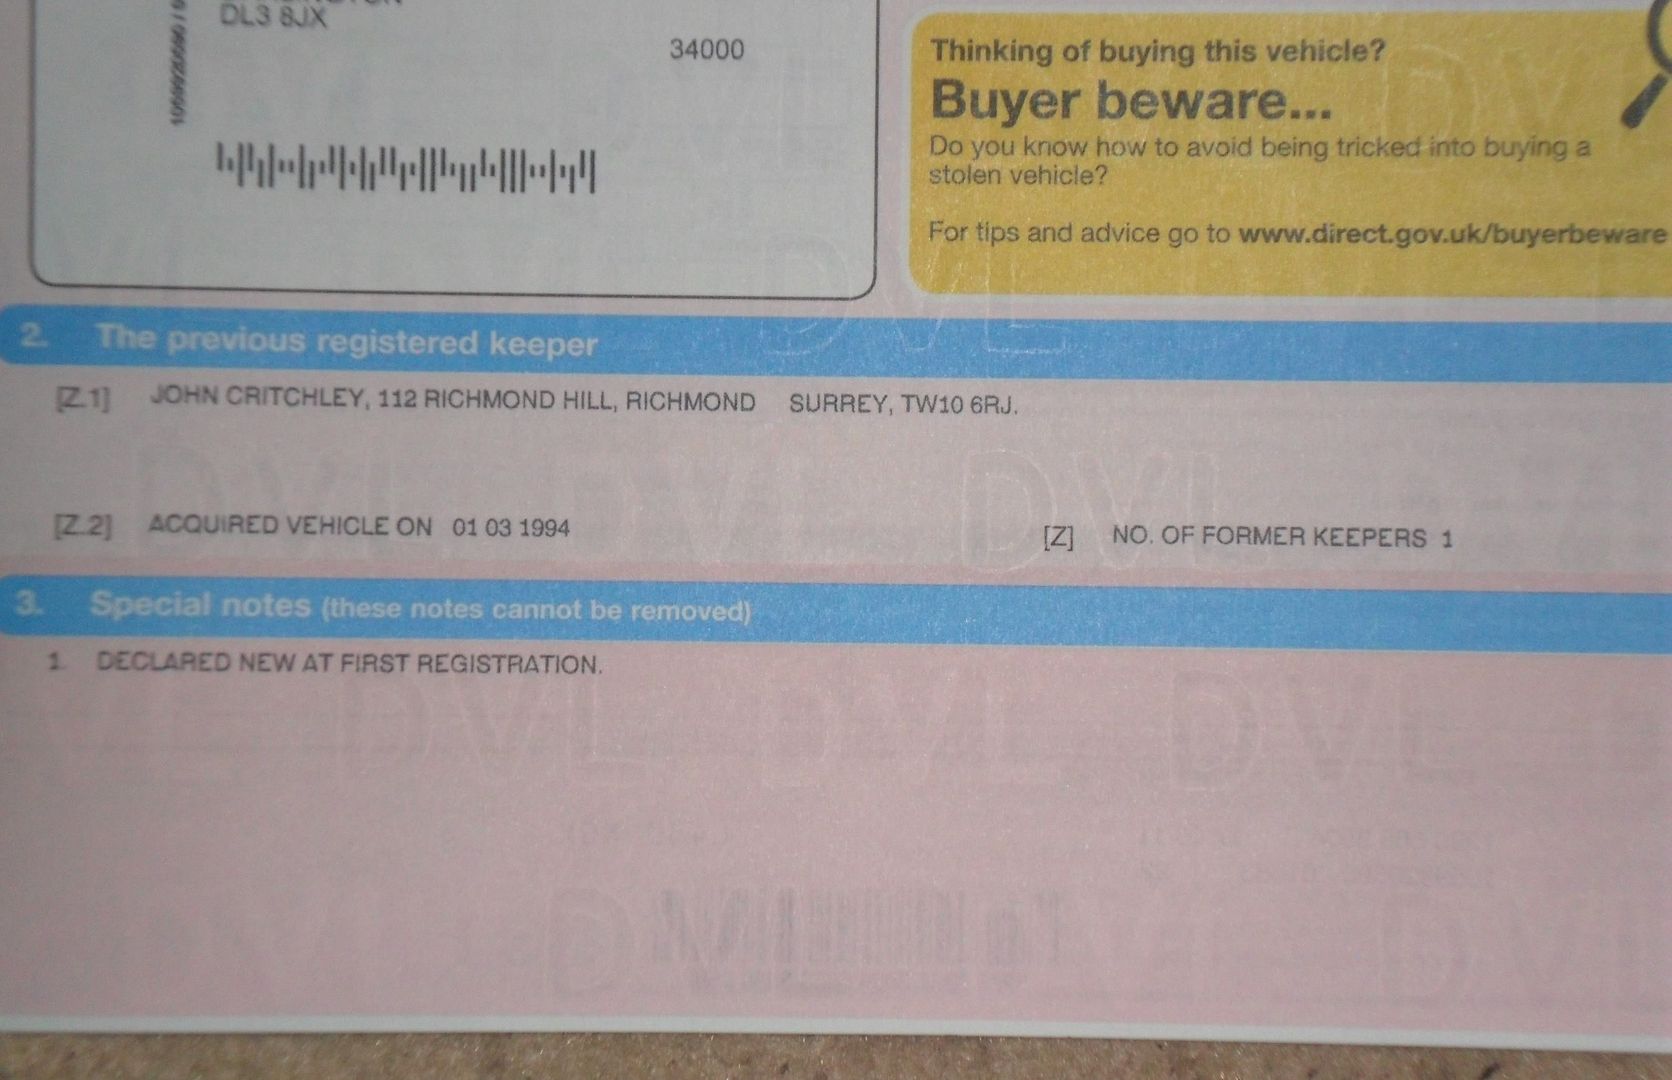 DL3 8JX
34000
Thinking of buying this vehicle?
Buyer beware...
Do you know how to avoid being tricked into buying a
stolen vehicle?
For tips and advice go to www.direct.gov.uk/buyerbeware
2. The previous registered keeper
[Z.1] JOHN CRITCHLEY, 112 RICHMOND HILL, RICHMOND SURREY, TW10 6RJ.
[Z.2] ACQUIRED VEHICLE ON 01 03 1994
[Z] NO. OF FORMER KEEPERS 1
3. Special notes (these notes cannot be removed)
1. DECLARED NEW AT FIRST REGISTRATION.